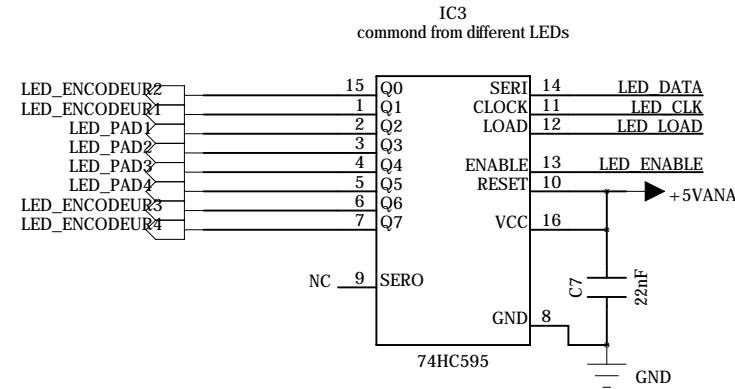 IC3
commond from different LEDs
LED_ENCODEUR2 15 Q0 SERI 14 LED_DATA
LED_ENCODEUR1 1 Q1 CLOCK 11 LED_CLK
LED_PAD1 2 Q2 LOAD 12 LED_LOAD
LED_PAD2 3 Q3
LED_PAD3 4 Q4 ENABLE 13 LED_ENABLE
LED_PAD4 5 Q5 RESET 10 +5VANA
LED_ENCODEUR3 6 Q6
LED_ENCODEUR4 7 Q7 VCC 16
NC 9 SERO C7 22nF
GND 8
74HC595
GND